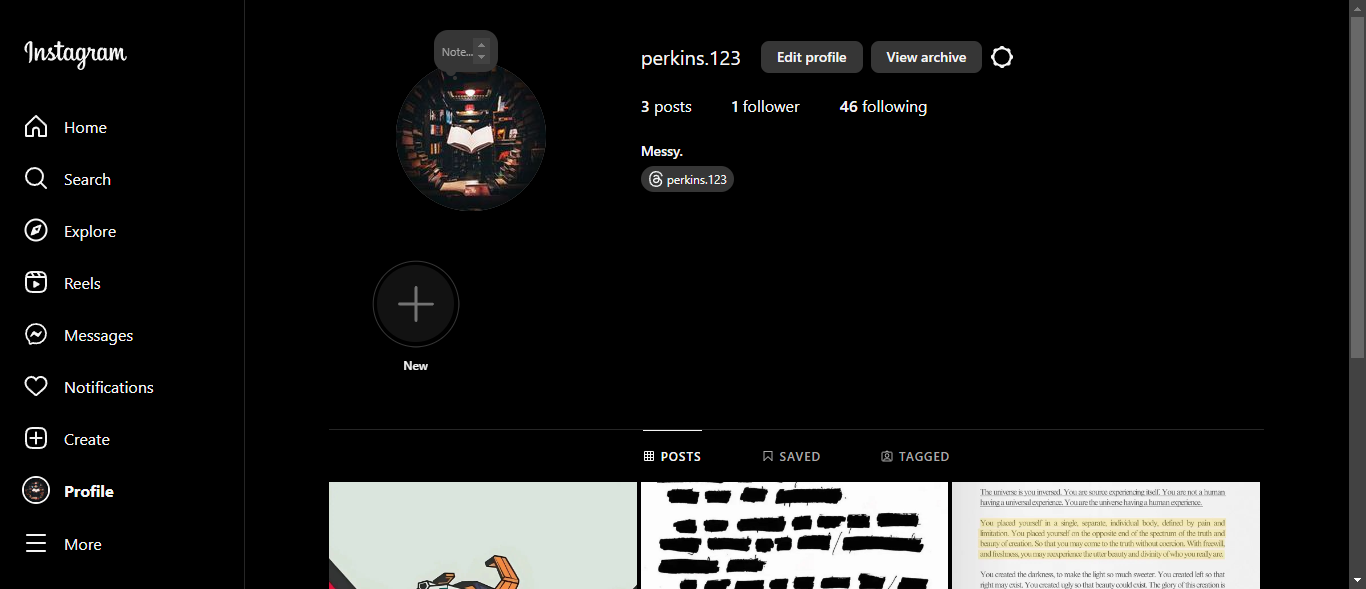 Instagram
Home
Search
Explore
Reels
Messages
Notifications
Create
Profile
More
Note...
perkins.123 Edit profile View archive
3 posts 1 follower 46 following
Messy.
perkins.123
New
POSTS SAVED TAGGED
The universe is you inversed. You are source experiencing itself. You are not a human
having a universal experience. You are the universe having a human experience.
You placed yourself in a single, separate, individual body, defined by pain and
limitation. You placed yourself on the opposite end of the spectrum of the truth and
beauty of creation. So that you may come to the truth without coercion. With freewill,
and freshness, you may reexperience the utter beauty and divinity of who you really are.
You created the darkness, to make the light so much sweeter. You created left so that
right may exist. You created ugly so that beauty could exist. The glory of this creation is